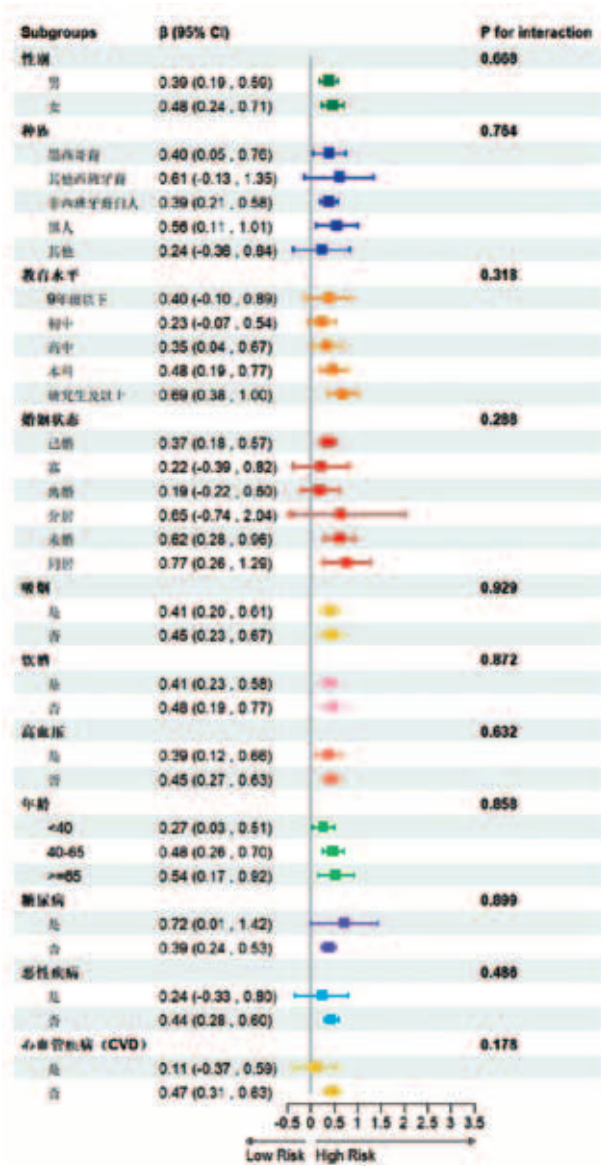 Subgroups β (95% CI) P for interaction
性别 0.668
男 0.39 (0.19 , 0.59)
女 0.48 (0.24 , 0.71)
种族 0.764
墨西哥裔 0.40 (0.05 , 0.76)
其他西班牙裔 0.61 (-0.13 , 1.35)
非西班牙裔白人 0.39 (0.21 , 0.58)
黑人 0.56 (0.11 , 1.01)
其他 0.24 (-0.36 , 0.84)
教育水平 0.318
9年级以下 0.40 (-0.10 , 0.89)
初中 0.23 (-0.07 , 0.54)
高中 0.35 (0.04 , 0.67)
本科 0.48 (0.19 , 0.77)
研究生及以上 0.69 (0.38 , 1.00)
婚姻状态 0.288
已婚 0.37 (0.18 , 0.57)
0.22 (-0.39 , 0.82)
离婚 0.19 (-0.22 , 0.60)
分居 0.65 (-0.74 , 2.04)
未婚 0.62 (0.28 , 0.96)
同居 0.77 (0.26 , 1.29)
吸烟 0.929
是 0.41 (0.20 , 0.61)
否 0.45 (0.23 , 0.67)
饮酒 0.872
是 0.41 (0.23 , 0.58)
否 0.48 (0.19 , 0.77)
高血压 0.632
是 0.39 (0.12 , 0.66)
否 0.45 (0.27 , 0.63)
年龄 0.858
<40 0.27 (0.03 , 0.51)
40-65 0.48 (0.26 , 0.70)
>=65 0.54 (0.17 , 0.92)
糖尿病 0.899
是 0.72 (0.01 , 1.42)
否 0.39 (0.24 , 0.53)
恶性疾病 0.486
是 0.24 (-0.33 , 0.80)
否 0.44 (0.28 , 0.60)
心血管疾病（CVD） 0.178
是 0.11 (-0.37 , 0.59)
否 0.47 (0.31 , 0.63)
-0.5 0 0.5 1 1.5 2 2.5 3 3.5
Low Risk High Risk